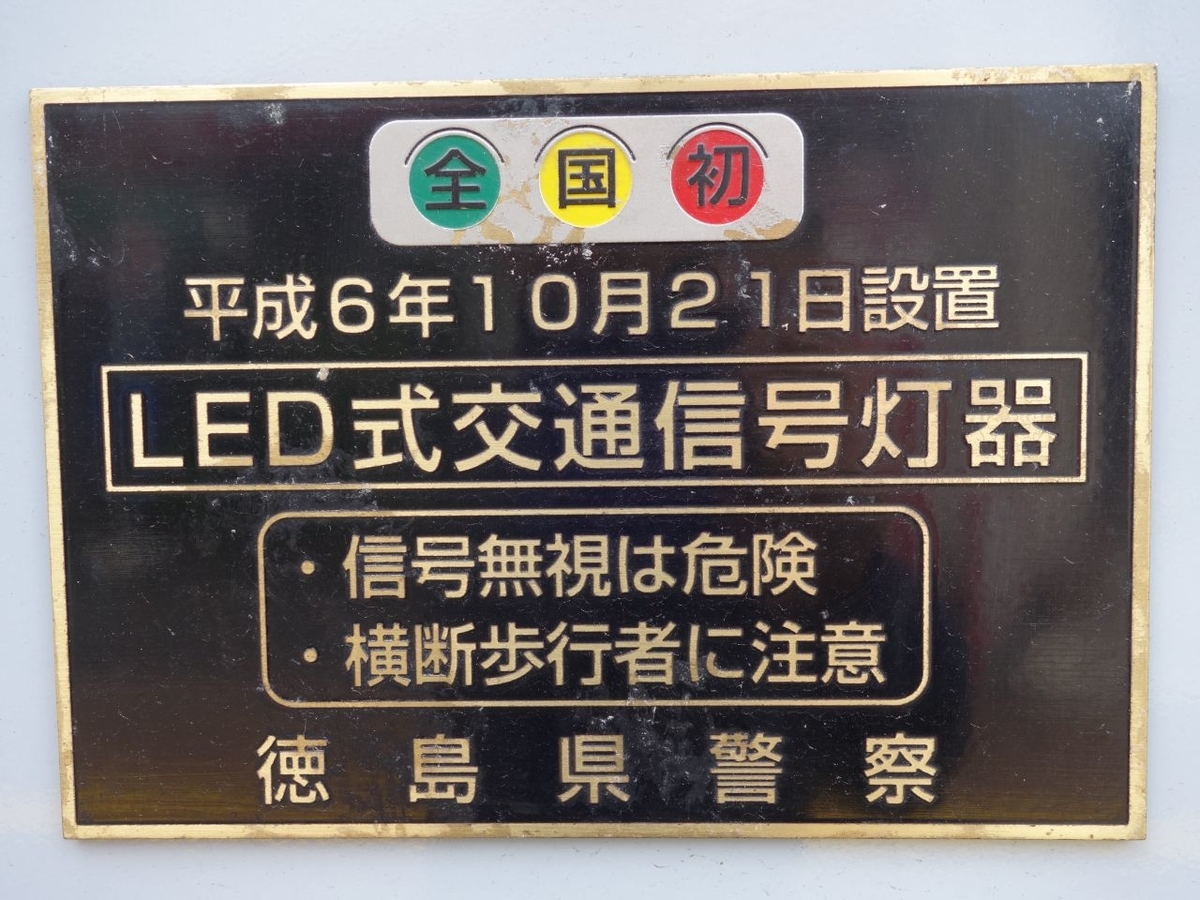 全国初
平成６年１０月２１日設置
ＬＥＤ式交通信号灯器
・信号無視は危険
・横断歩行者に注意
徳島県警察